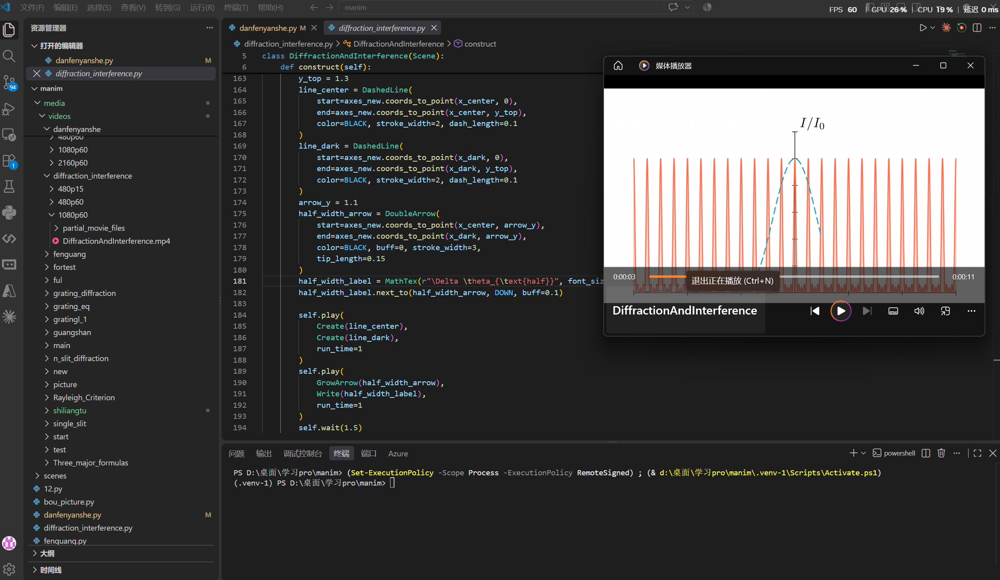 文件(F) 编辑(E) 选择(S) 查看(V) 转到(G) 运行(R) 终端(T) 帮助(H)
manim
FPS 60 | GPU 26 % | CPU 19 % | 延迟 0 ms
资源管理器
打开的编辑器
danfenyanshe.py M
diffraction_interference.py
manim
media
videos
danfenyanshe
480p60
1080p60
2160p60
diffraction_interference
480p15
480p60
1080p60
partial_movie_files
DiffractionAndInterference.mp4
fenguang
fortest
ful
grating_diffraction
grating_eq
gratingl_1
guangshan
main
n_slit_diffraction
new
picture
Rayleigh_Criterion
shiliangtu
single_slit
start
test
Three_major_formulas
scenes
12.py
bou_picture.py
danfenyanshe.py M
diffraction_interference.py
fenguang.py
大纲
时间线
94
1
danfenyanshe.py M
diffraction_interference.py
diffraction_interference.py > DiffractionAndInterference > construct
5 class DiffractionAndInterference(Scene):
6 def construct(self):
163 y_top = 1.3
164 line_center = DashedLine(
165 start=axes_new.coords_to_point(x_center, 0),
166 end=axes_new.coords_to_point(x_center, y_top),
167 color=BLACK, stroke_width=2, dash_length=0.1
168 )
169 line_dark = DashedLine(
170 start=axes_new.coords_to_point(x_dark, 0),
171 end=axes_new.coords_to_point(x_dark, y_top),
172 color=BLACK, stroke_width=2, dash_length=0.1
173 )
174 arrow_y = 1.1
175 half_width_arrow = DoubleArrow(
176 start=axes_new.coords_to_point(x_center, arrow_y),
177 end=axes_new.coords_to_point(x_dark, arrow_y),
178 color=BLACK, buff=0, stroke_width=3,
179 tip_length=0.15
180 )
181 half_width_label = MathTex(r"\Delta \theta_{\text{half}}", font_siz
182 half_width_label.next_to(half_width_arrow, DOWN, buff=0.1)
183
184 self.play(
185 Create(line_center),
186 Create(line_dark),
187 run_time=1
188 )
189 self.play(
190 GrowArrow(half_width_arrow),
191 Write(half_width_label),
192 run_time=1
193 )
194 self.wait(1.5)
媒体播放器
I/I₀
0:00:03
退出正在播放 (Ctrl+N)
0:00:11
DiffractionAndInterference
问题 输出 调试控制台 终端 端口 Azure
powershell
PS D:\桌面\学习pro\manim> (Set-ExecutionPolicy -Scope Process -ExecutionPolicy RemoteSigned) ; (& d:\桌面\学习pro\manim\.venv-1\Scripts\Activate.ps1)
(.venv-1) PS D:\桌面\学习pro\manim>